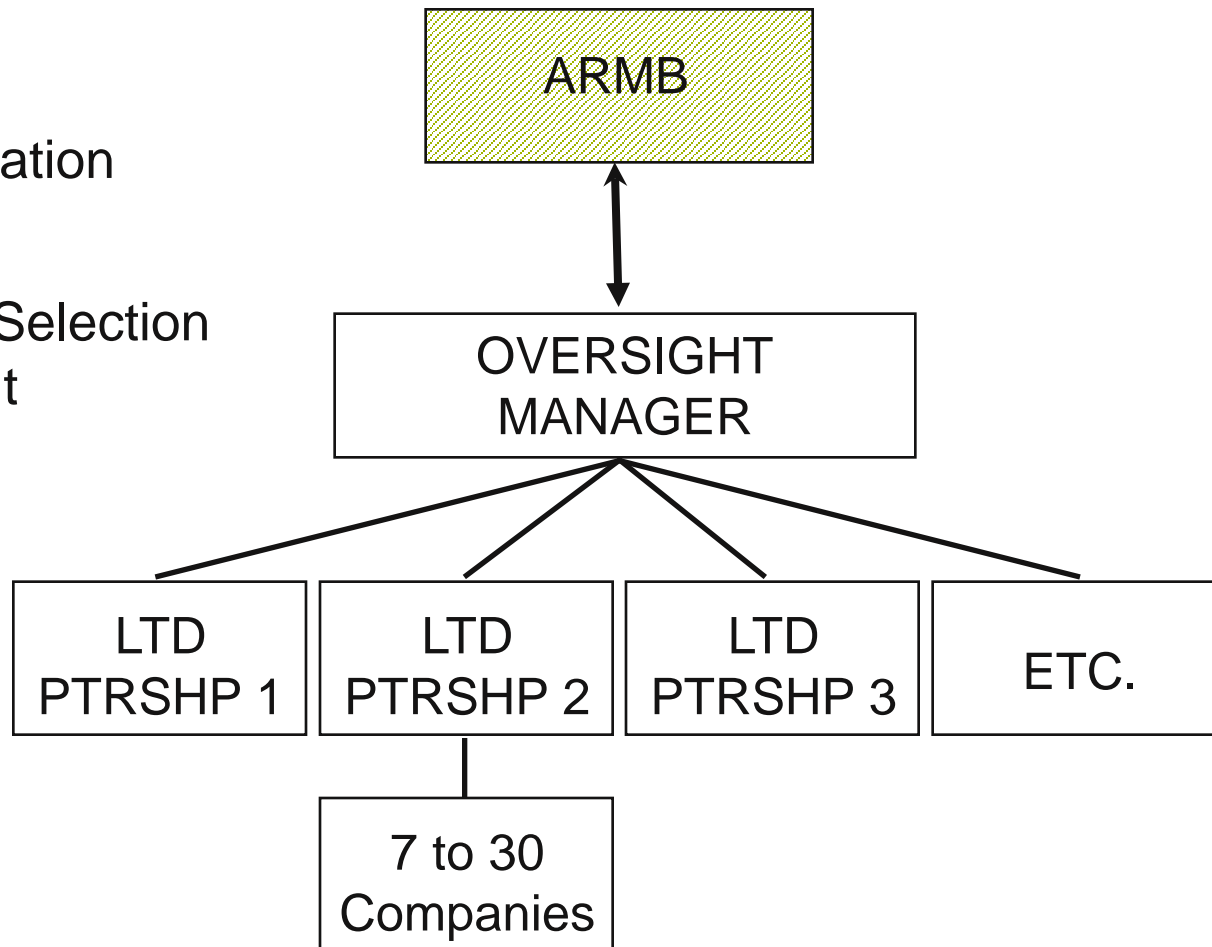 ARMB
ation
Selection
t
OVERSIGHT
MANAGER
LTD
PTRSHP 1
LTD
PTRSHP 2
LTD
PTRSHP 3
ETC.
7 to 30
Companies